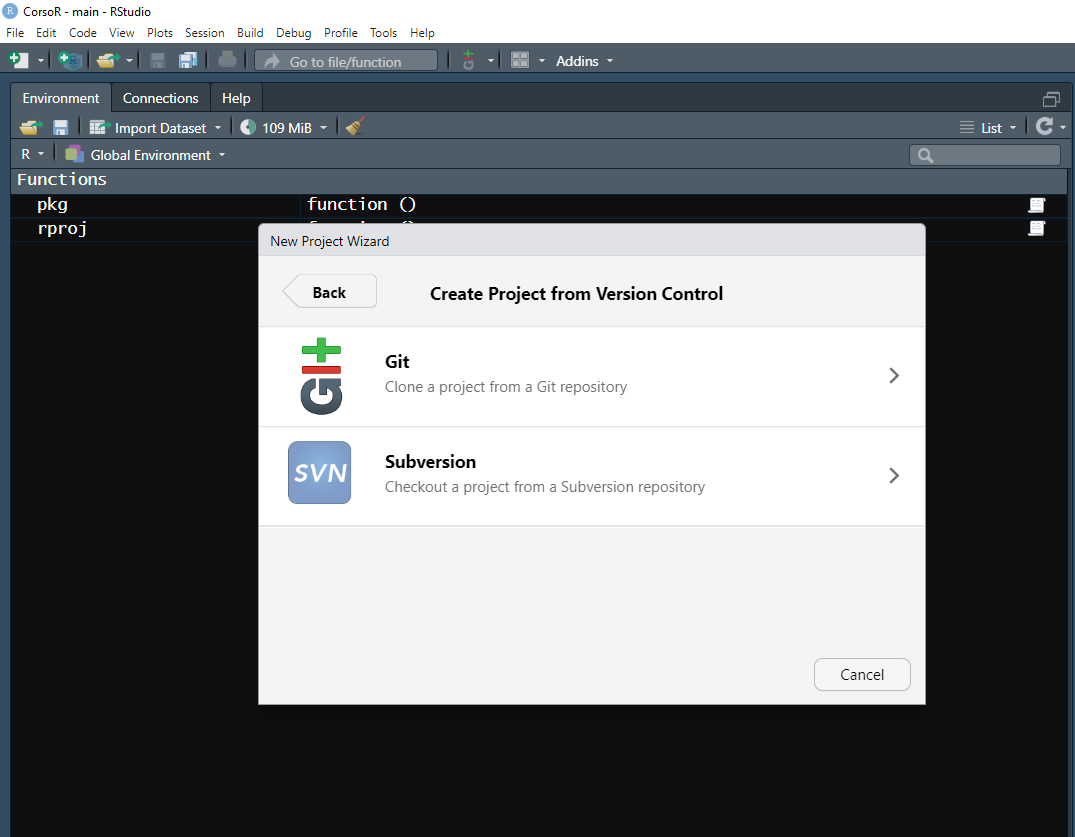 CorsoR - main - RStudio
File Edit Code View Plots Session Build Debug Profile Tools Help
Go to file/function Addins
Environment Connections Help
Import Dataset 109 MiB List
R Global Environment
Functions
pkg function ()
rproj
New Project Wizard
Back Create Project from Version Control
Git
Clone a project from a Git repository
SVN Subversion
Checkout a project from a Subversion repository
Cancel